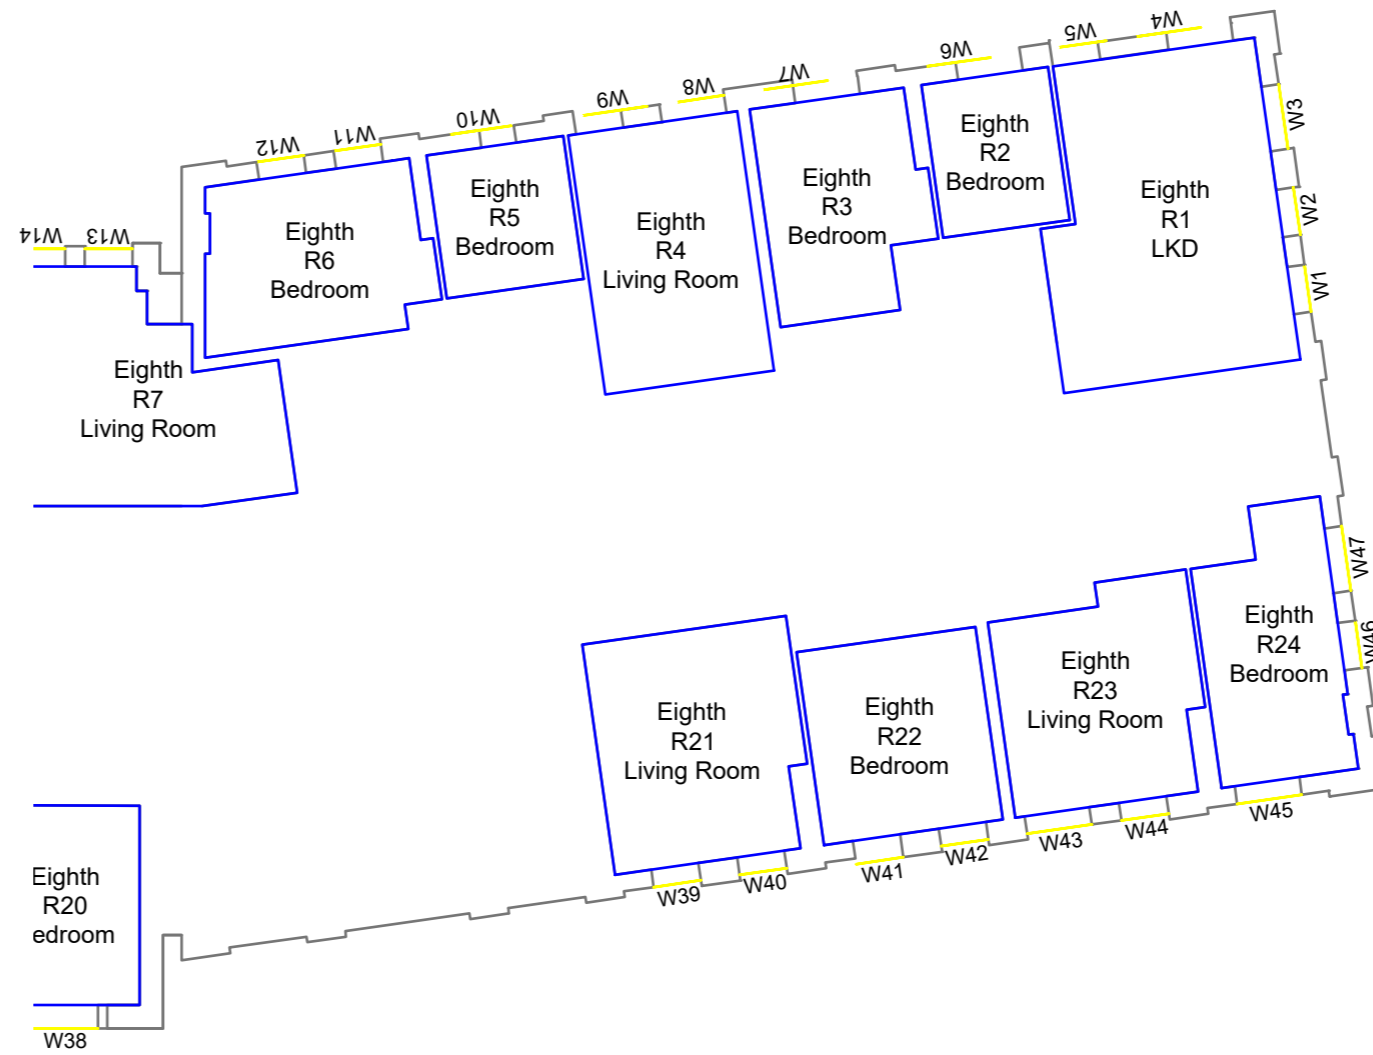 W4
W5
W6
W7
W8
W9
W10
W11
W12
W13
W14
W3
W2
W1
Eighth
R1
LKD
Eighth
R2
Bedroom
Eighth
R3
Bedroom
Eighth
R4
Living Room
Eighth
R5
Bedroom
Eighth
R6
Bedroom
Eighth
R7
Living Room
W47
W46
Eighth
R24
Bedroom
Eighth
R23
Living Room
Eighth
R22
Bedroom
Eighth
R21
Living Room
Eighth
R20
edroom
W45
W44
W43
W42
W41
W40
W39
W38